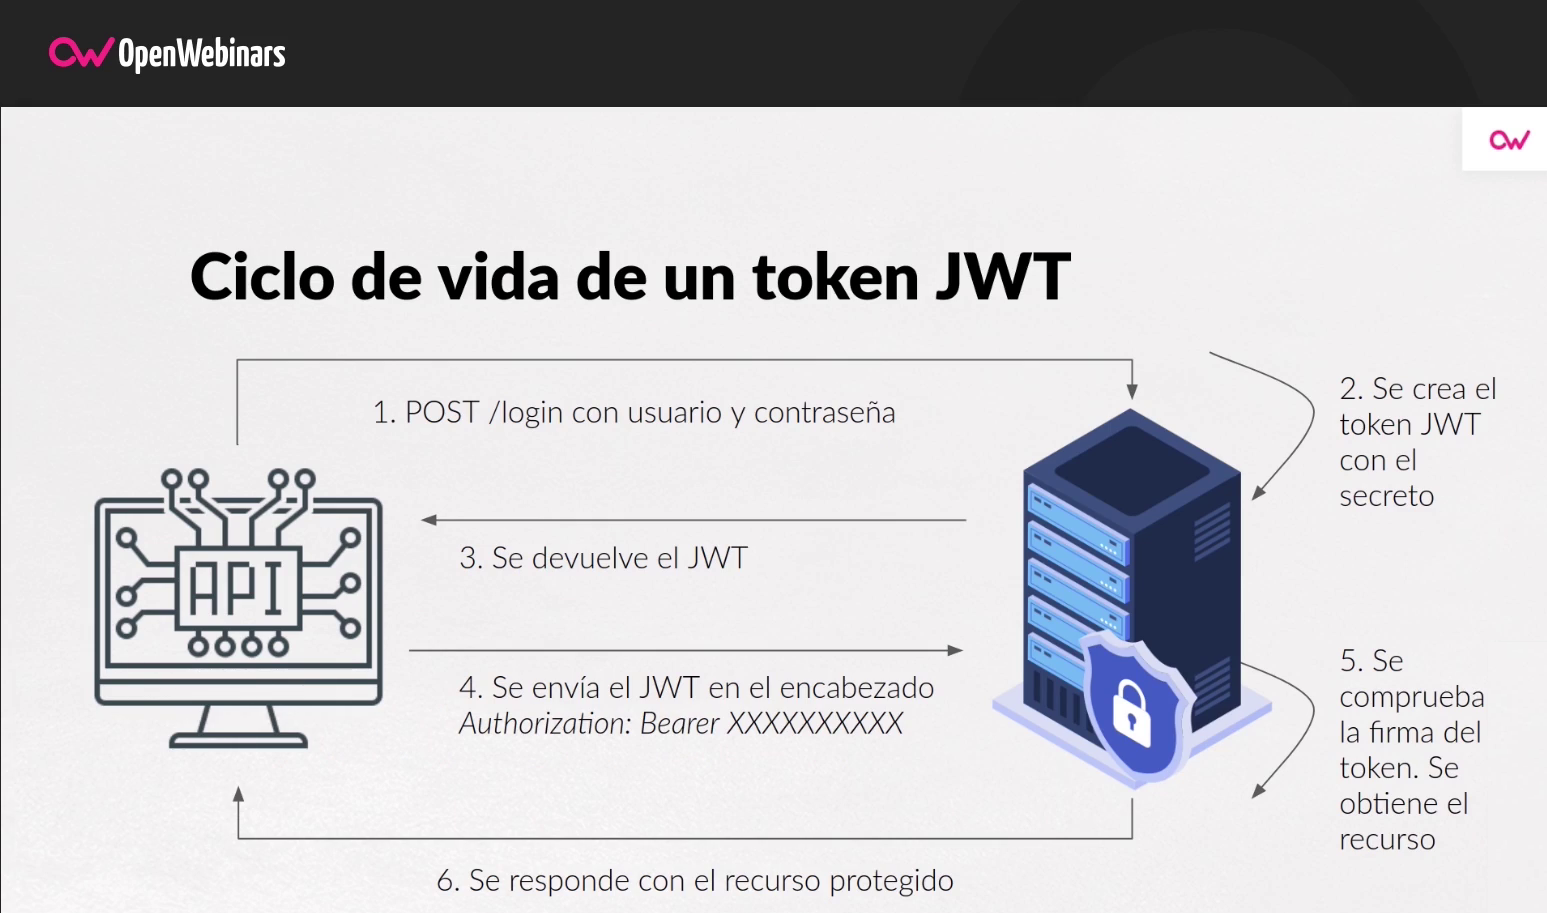 OpenWebinars
Ciclo de vida de un token JWT
1. POST /login con usuario y contraseña
2. Se crea el
token JWT
con el
secreto
3. Se devuelve el JWT
API
4. Se envía el JWT en el encabezado
Authorization: Bearer XXXXXXXXXX
5. Se
comprueba
la firma del
token. Se
obtiene el
recurso
6. Se responde con el recurso protegido